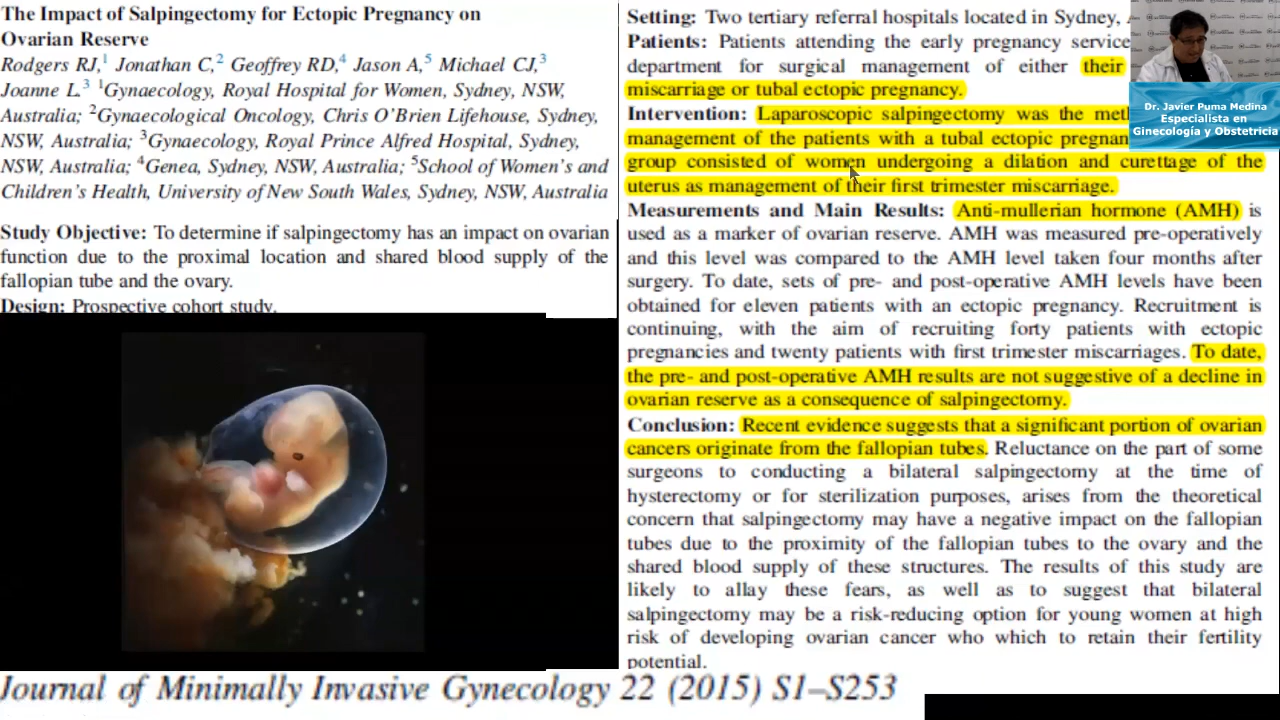 The Impact of Salpingectomy for Ectopic Pregnancy on
Ovarian Reserve
Rodgers RJ,1 Jonathan C,2 Geoffrey RD,4 Jason A,5 Michael CJ,3
Joanne L.3 1Gynaecology, Royal Hospital for Women, Sydney, NSW,
Australia; 2Gynaecological Oncology, Chris O'Brien Lifehouse, Sydney,
NSW, Australia; 3Gynaecology, Royal Prince Alfred Hospital, Sydney,
NSW, Australia; 4Genea, Sydney, NSW, Australia; 5School of Women's and
Children's Health, University of New South Wales, Sydney, NSW, Australia
Study Objective: To determine if salpingectomy has an impact on ovarian
function due to the proximal location and shared blood supply of the
fallopian tube and the ovary.
Design: Prospective cohort study.
Setting: Two tertiary referral hospitals located in Sydney,
Patients: Patients attending the early pregnancy service
department for surgical management of either their
miscarriage or tubal ectopic pregnancy.
Intervention: Laparoscopic salpingectomy was the
management of the patients with a tubal ectopic
group consisted of women undergoing a dilation and curettage of the
uterus as management of their first trimester miscarriage.
Measurements and Main Results: Anti-mullerian hormone (AMH) is
used as a marker of ovarian reserve. AMH was measured pre-operatively
and this level was compared to the AMH level taken four months after
surgery. To date, sets of pre- and post-operative AMH levels have been
obtained for eleven patients with an ectopic pregnancy. Recruitment is
continuing, with the aim of recruiting forty patients with ectopic
pregnancies and twenty patients with first trimester miscarriages. To date,
the pre- and post-operative AMH results are not suggestive of a decline in
ovarian reserve as a consequence of salpingectomy.
Conclusion: Recent evidence suggests that a significant portion of ovarian
cancers originate from the fallopian tubes. Reluctance on the part of some
surgeons to conducting a bilateral salpingectomy at the time of
hysterectomy or for sterilization purposes, arises from the theoretical
concern that salpingectomy may have a negative impact on the fallopian
tubes due to the proximity of the fallopian tubes to the ovary and the
shared blood supply of these structures. The results of this study are
likely to allay these fears, as well as to suggest that bilateral
salpingectomy may be a risk-reducing option for young women at high
risk of developing ovarian cancer who which to retain their fertility
potential.
Dr. Javier Puma Medina
Especialista en
Ginecología y Obstetricia
Journal of Minimally Invasive Gynecology 22 (2015) S1–S253